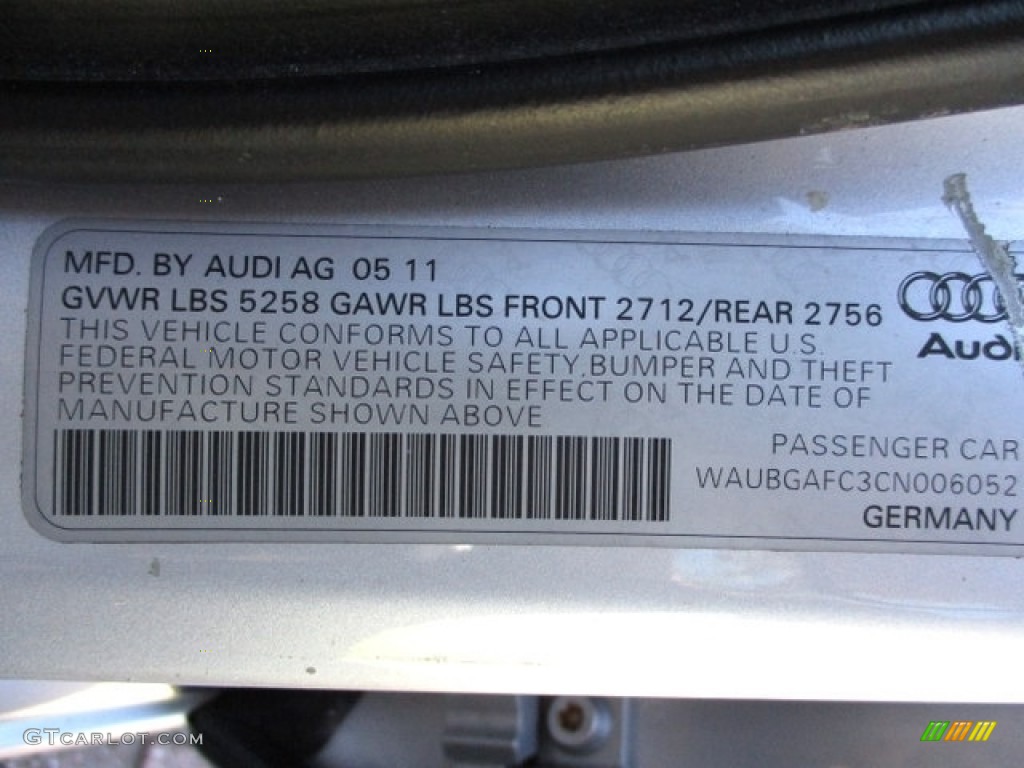 MFD. BY AUDI AG 05 11
GVWR LBS 5258 GAWR LBS FRONT 2712/REAR 2756
THIS VEHICLE CONFORMS TO ALL APPLICABLE U.S.
FEDERAL MOTOR VEHICLE SAFETY,BUMPER AND THEFT
PREVENTION STANDARDS IN EFFECT ON THE DATE OF
MANUFACTURE SHOWN ABOVE
Audi
PASSENGER CAR
WAUBGAFC3CN006052
GERMANY
GTCarLot.com